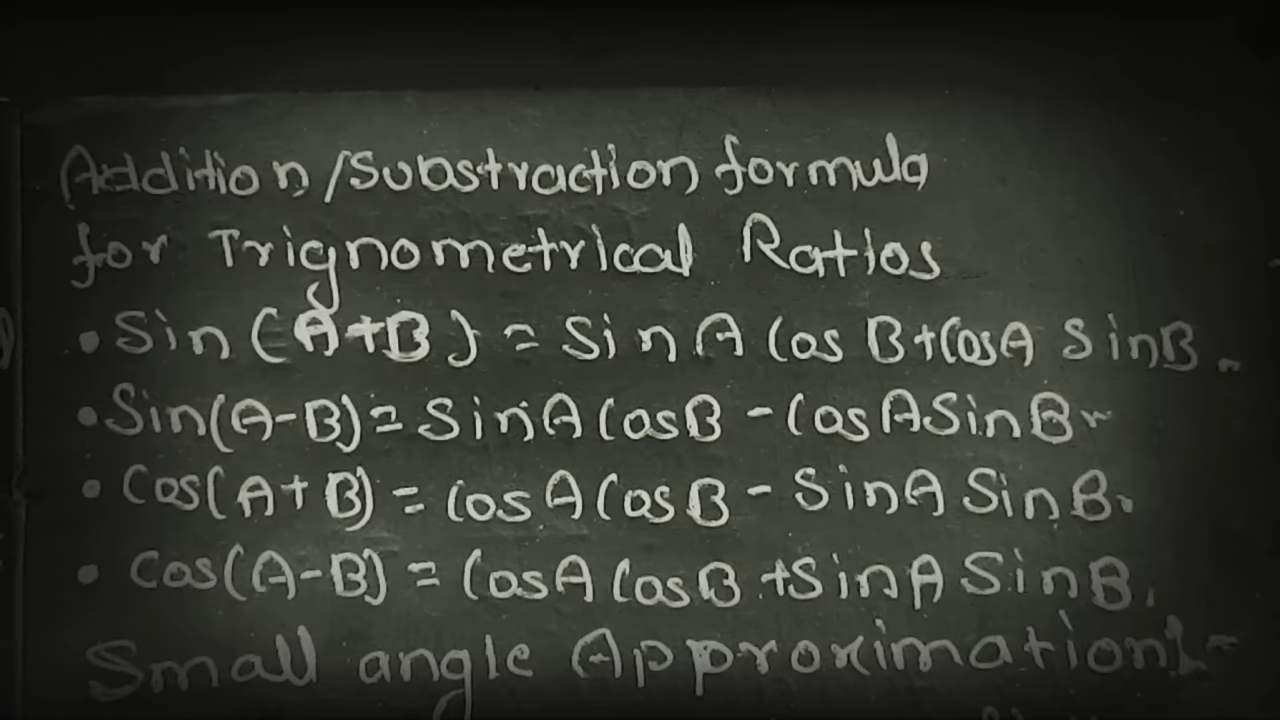 Addition/Substraction formula
for Trignometrical Ratios
• Sin (A+B) = Sin A Cos B + Cos A Sin B.
• Sin(A-B) = Sin A Cos B - Cos A Sin B
• Cos(A+B) = Cos A Cos B - Sin A Sin B.
• Cos(A-B) = Cos A Cos B + Sin A Sin B.
Small angle Approximation:-